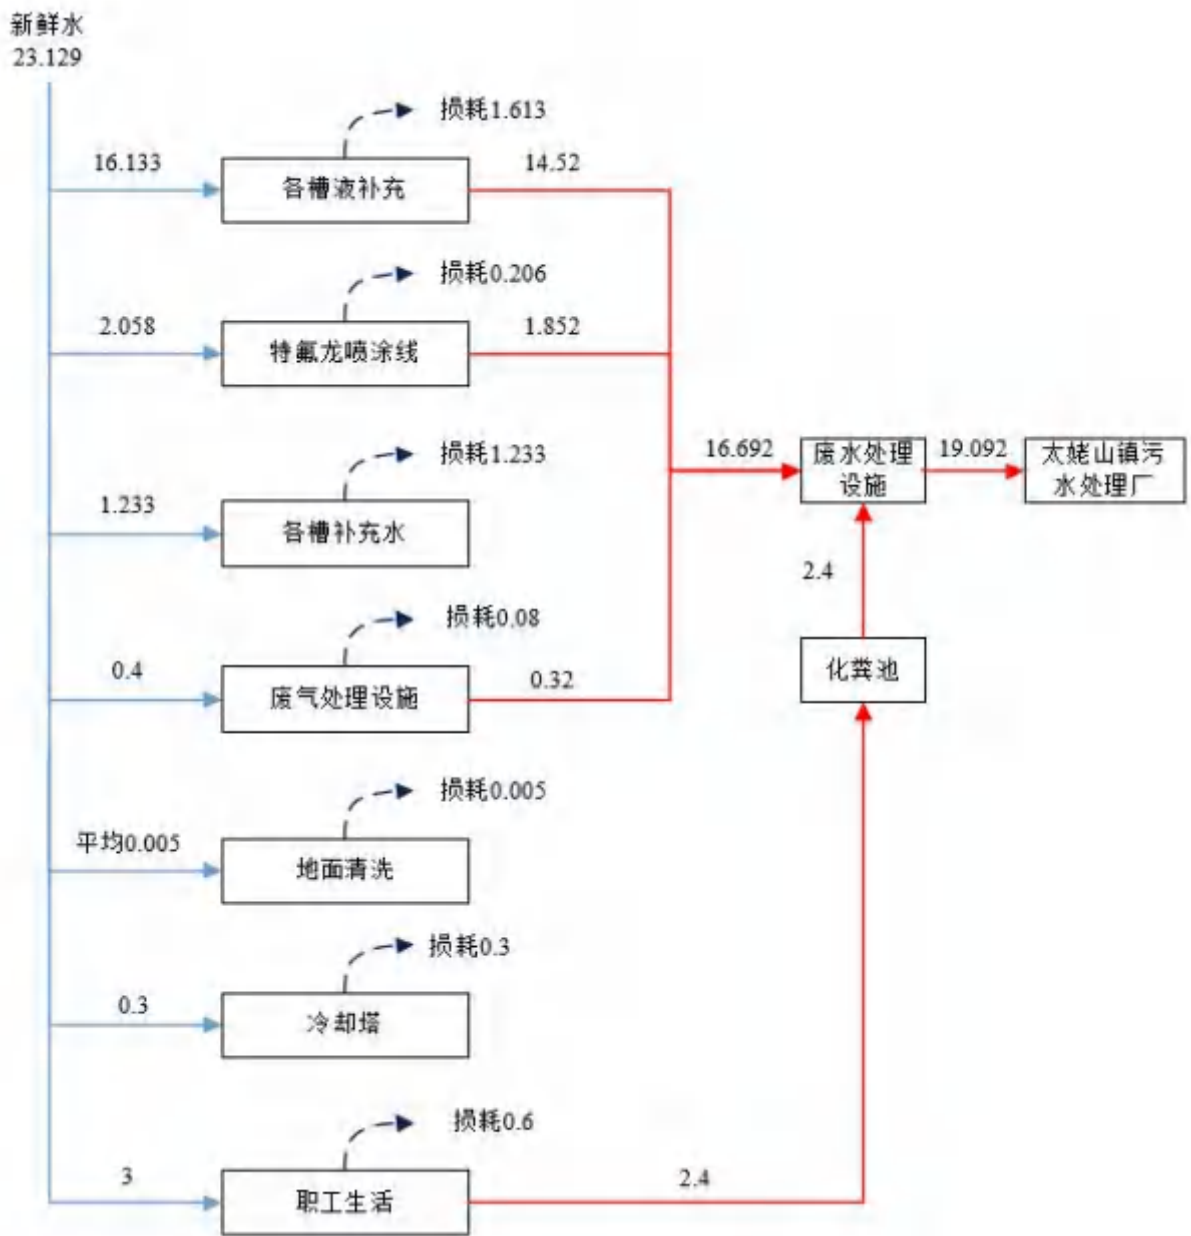 新鲜水
23.129
损耗1.613
16.133
各槽液补充
14.52
损耗0.206
2.058
特氟龙喷涂线
1.852
损耗1.233
1.233
各槽补充水
16.692
废水处理
设施
19.092
太姥山镇污
水处理厂
2.4
损耗0.08
0.4
废气处理设施
0.32
化粪池
损耗0.005
平均0.005
地面清洗
损耗0.3
0.3
冷却塔
损耗0.6
3
职工生活
2.4